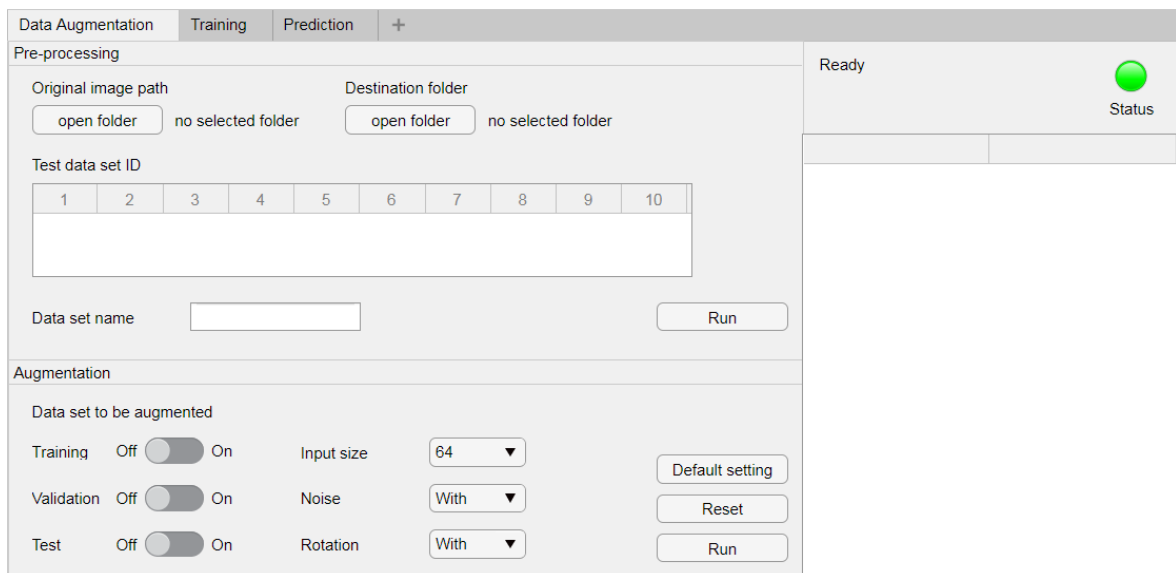 Data Augmentation Training Prediction +
Pre-processing
Original image path Destination folder
open folder no selected folder open folder no selected folder
Test data set ID
1 2 3 4 5 6 7 8 9 10
Data set name Run
Augmentation
Data set to be augmented
Training Off On Input size 64
Default setting
Validation Off On Noise With
Reset
Test Off On Rotation With
Run
Ready
Status